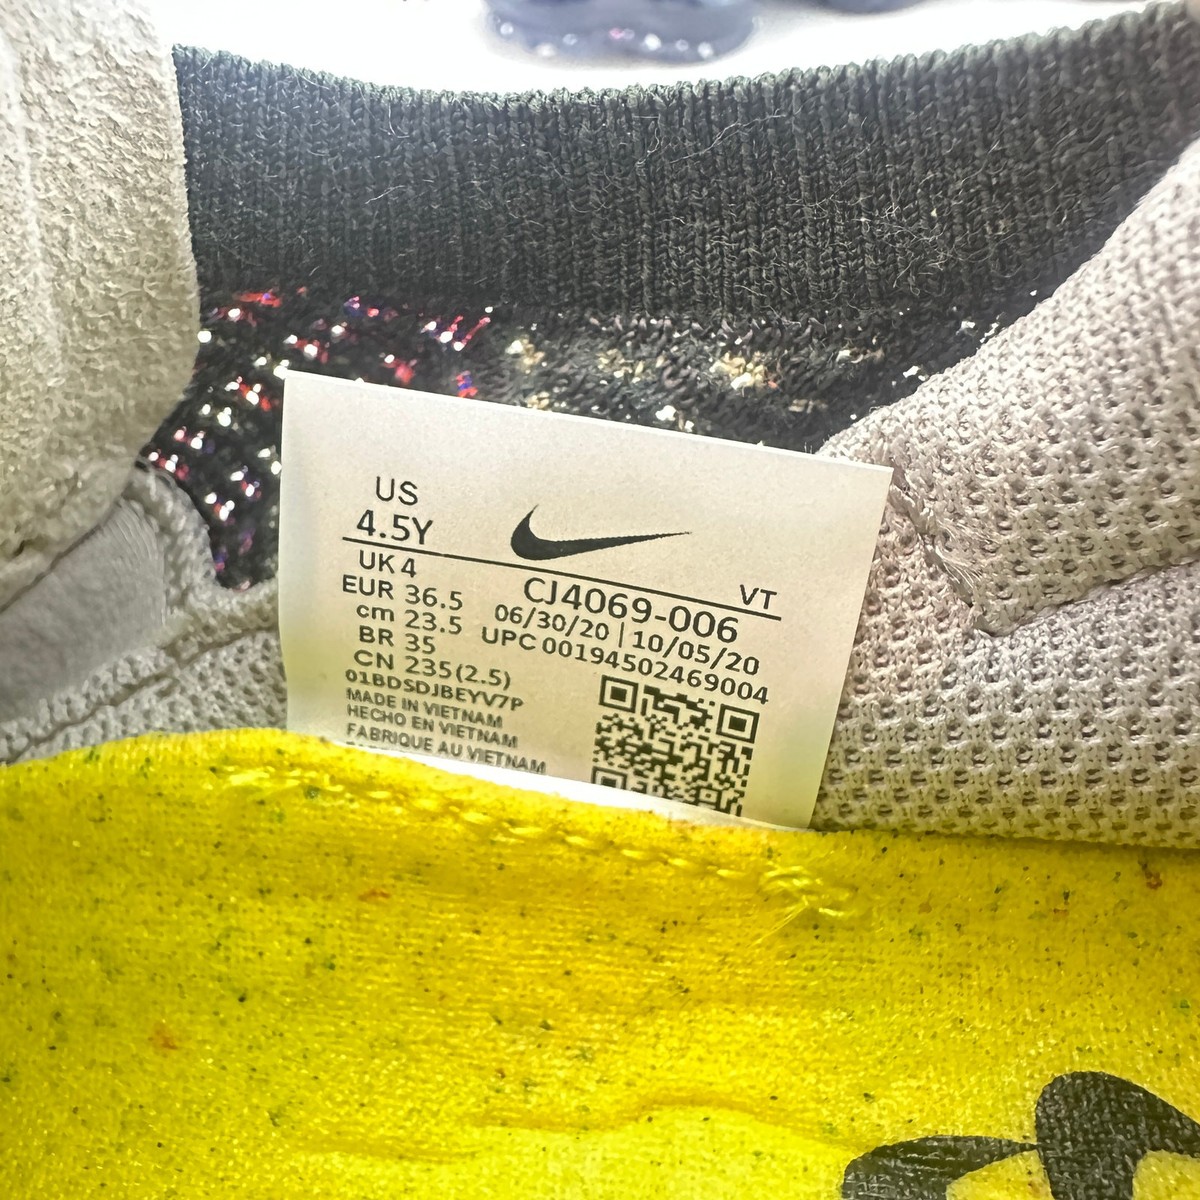 US
4.5Y
UK 4
EUR 36.5
cm 23.5
BR 35
CN 235(2.5)
01BDSDJBEYV7P
MADE IN VIETNAM
HECHO EN VIETNAM
FABRIQUE AU VIETNAM
VT
CJ4069-006
06/30/20 | 10/05/20
UPC 00194502469004